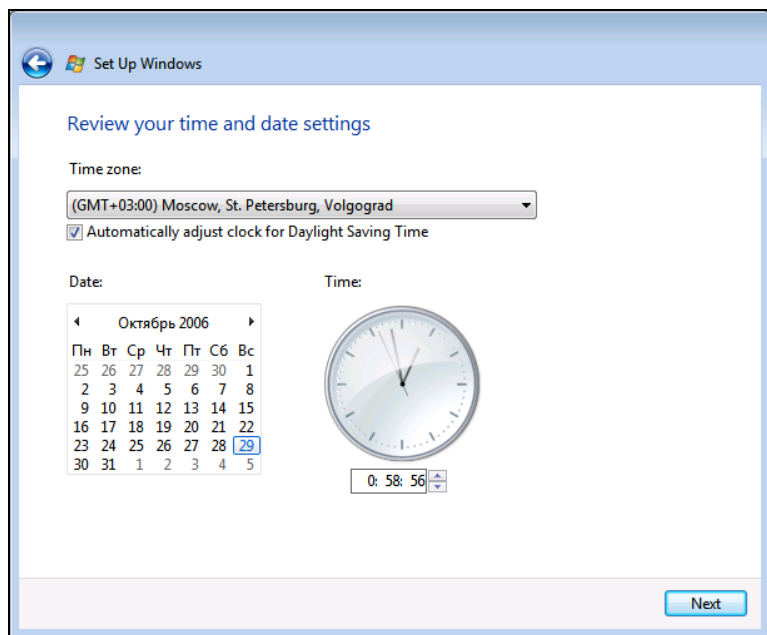 Set Up Windows
Review your time and date settings
Time zone:
(GMT+03:00) Moscow, St. Petersburg, Volgograd
Automatically adjust clock for Daylight Saving Time
Date: Time:
Октябрь 2006
Пн Вт Ср Чт Пт Сб Вс
25 26 27 28 29 30 1
2 3 4 5 6 7 8
9 10 11 12 13 14 15
16 17 18 19 20 21 22
23 24 25 26 27 28 29
30 31 1 2 3 4 5
0: 58: 56
Next